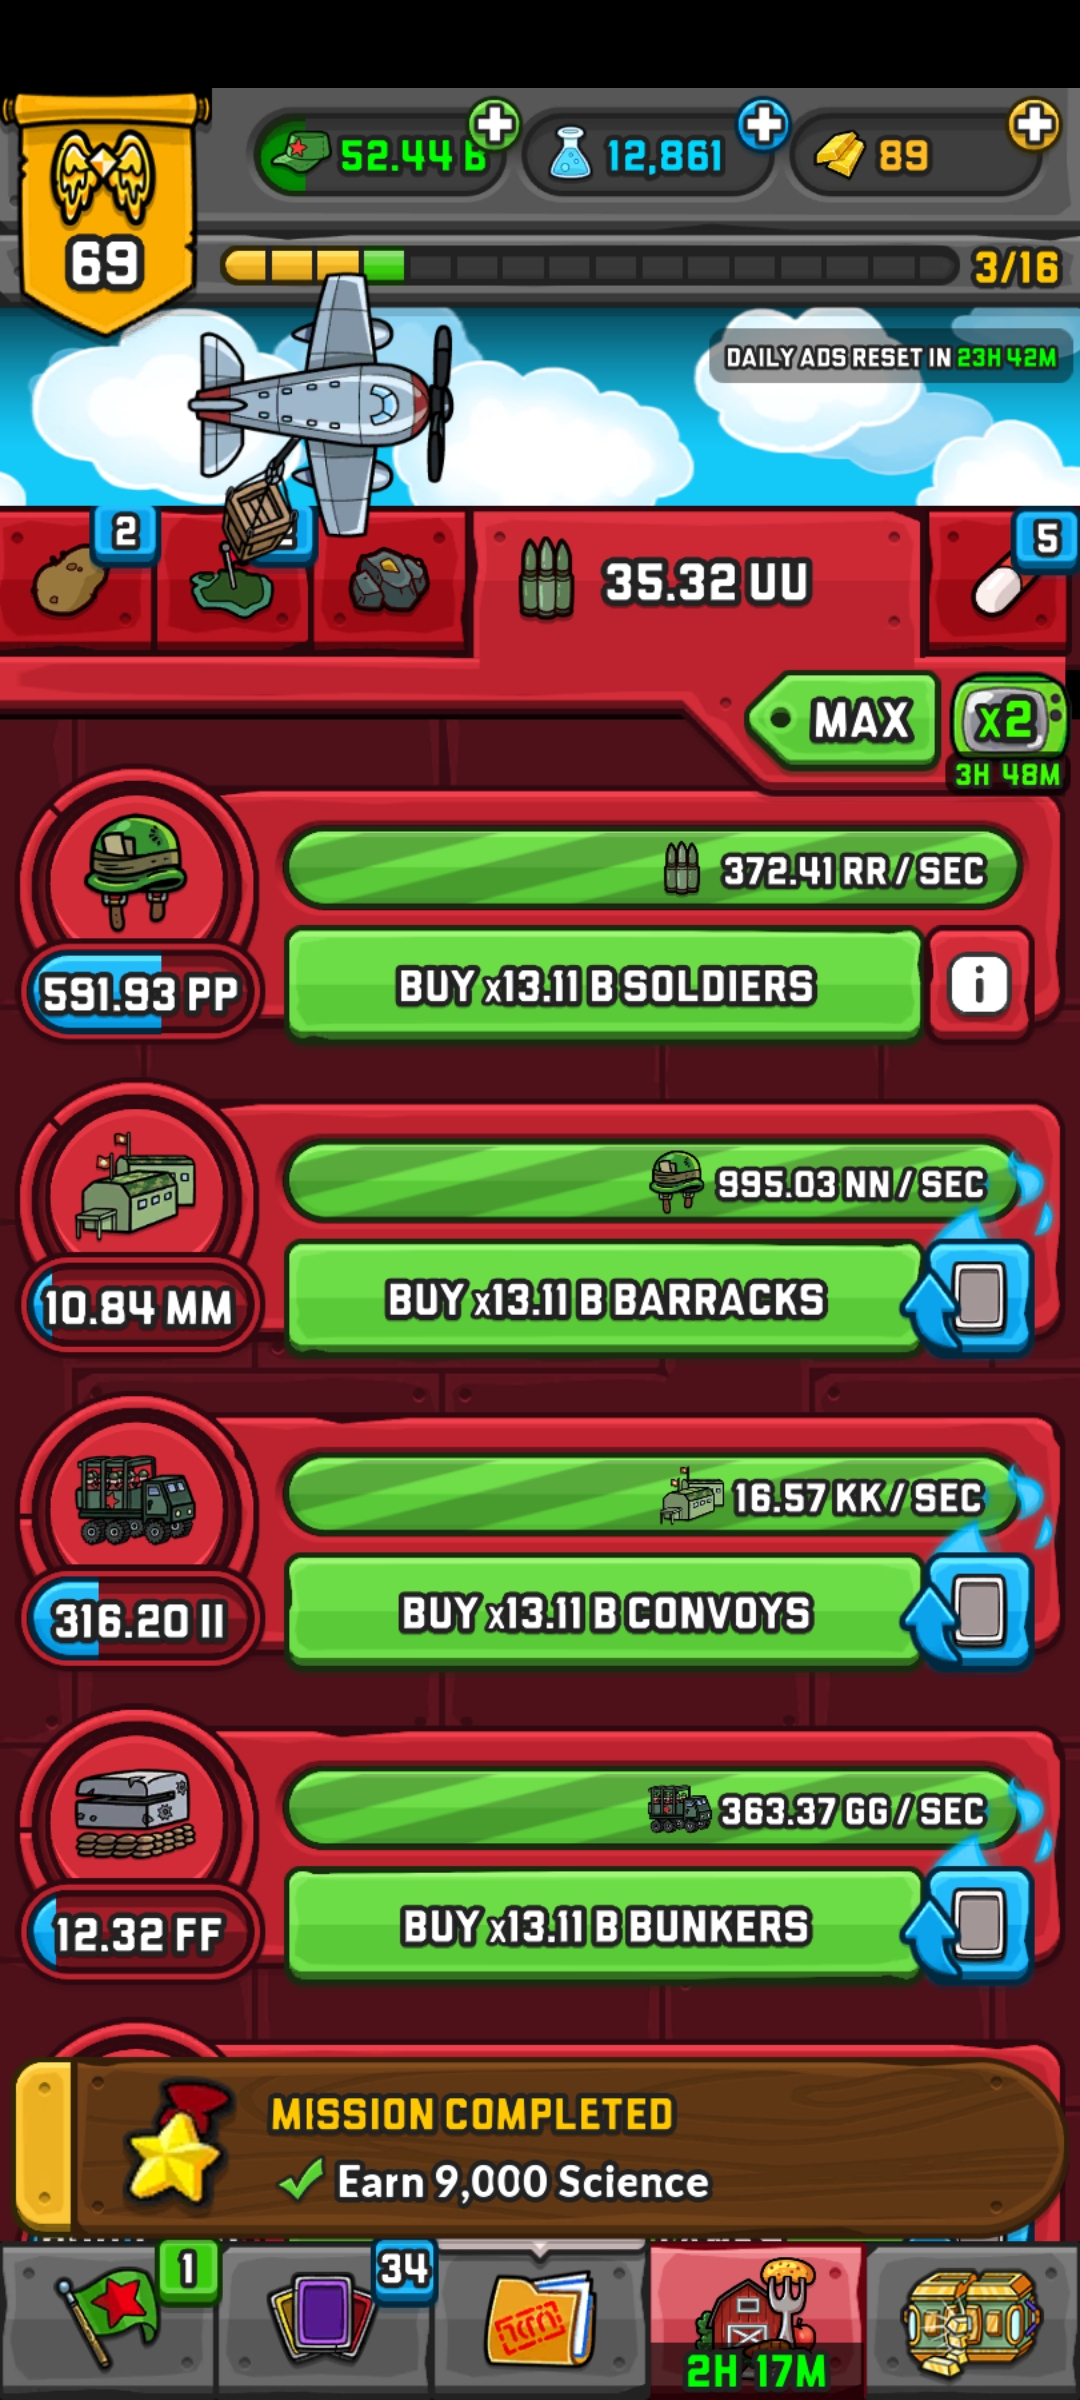 52.44 B
12,861
89
69
3/16
DAILY ADS RESET IN 23H 42M
2
5
35.32 UU
MAX
x2
3H 48M
372.41 RR / SEC
591.93 PP
BUY x13.11 B SOLDIERS
i
995.03 NN / SEC
10.84 MM
BUY x13.11 B BARRACKS
16.57 KK / SEC
316.20 II
BUY x13.11 B CONVOYS
363.37 GG / SEC
12.32 FF
BUY x13.11 B BUNKERS
MISSION COMPLETED
Earn 9,000 Science
1
34
2H 17M